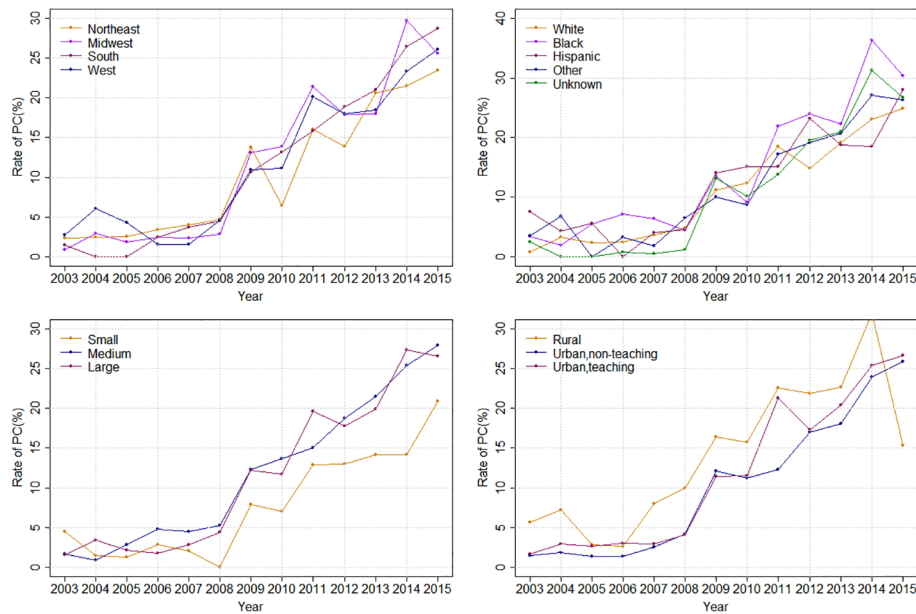 Rate of PC(%)
30
25
20
15
10
5
0
Northeast
Midwest
South
West
2003 2004 2005 2006 2007 2008 2009 2010 2011 2012 2013 2014 2015
Year
Rate of PC(%)
40
30
20
10
0
White
Black
Hispanic
Other
Unknown
2003 2004 2005 2006 2007 2008 2009 2010 2011 2012 2013 2014 2015
Year
Rate of PC(%)
30
25
20
15
10
5
0
Small
Medium
Large
2003 2004 2005 2006 2007 2008 2009 2010 2011 2012 2013 2014 2015
Year
Rate of PC(%)
30
25
20
15
10
5
0
Rural
Urban,non-teaching
Urban,teaching
2003 2004 2005 2006 2007 2008 2009 2010 2011 2012 2013 2014 2015
Year